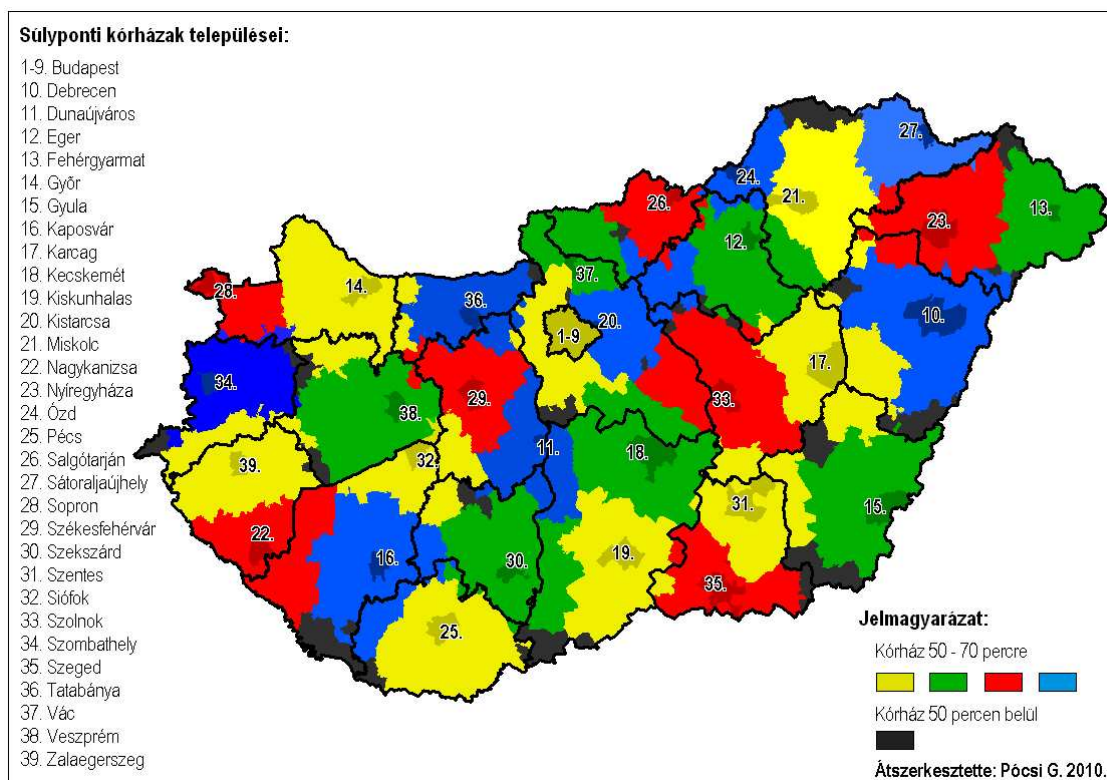 Súlyponti kórházak települései:
1-9. Budapest
10. Debrecen
11. Dunaújváros
12. Eger
13. Fehérgyarmat
14. Győr
15. Gyula
16. Kaposvár
17. Karcag
18. Kecskemét
19. Kiskunhalas
20. Kistarcsa
21. Miskolc
22. Nagykanizsa
23. Nyíregyháza
24. Ózd
25. Pécs
26. Salgótarján
27. Sátoraljaújhely
28. Sopron
29. Székesfehérvár
30. Szekszárd
31. Szentes
32. Siófok
33. Szolnok
34. Szombathely
35. Szeged
36. Tatabánya
37. Vác
38. Veszprém
39. Zalaegerszeg
27.
24.
26.
21.
13.
23.
12.
37.
28.
14.
36.
20.
10.
1-9
17.
34.
29.
33.
38.
11.
18.
32.
39.
31.
15.
22.
16.
30.
19.
35.
25.
Jelmagyarázat:
Kórház 50 - 70 percre
Kórház 50 percen belül
Átszerkesztette: Pócsi G. 2010.